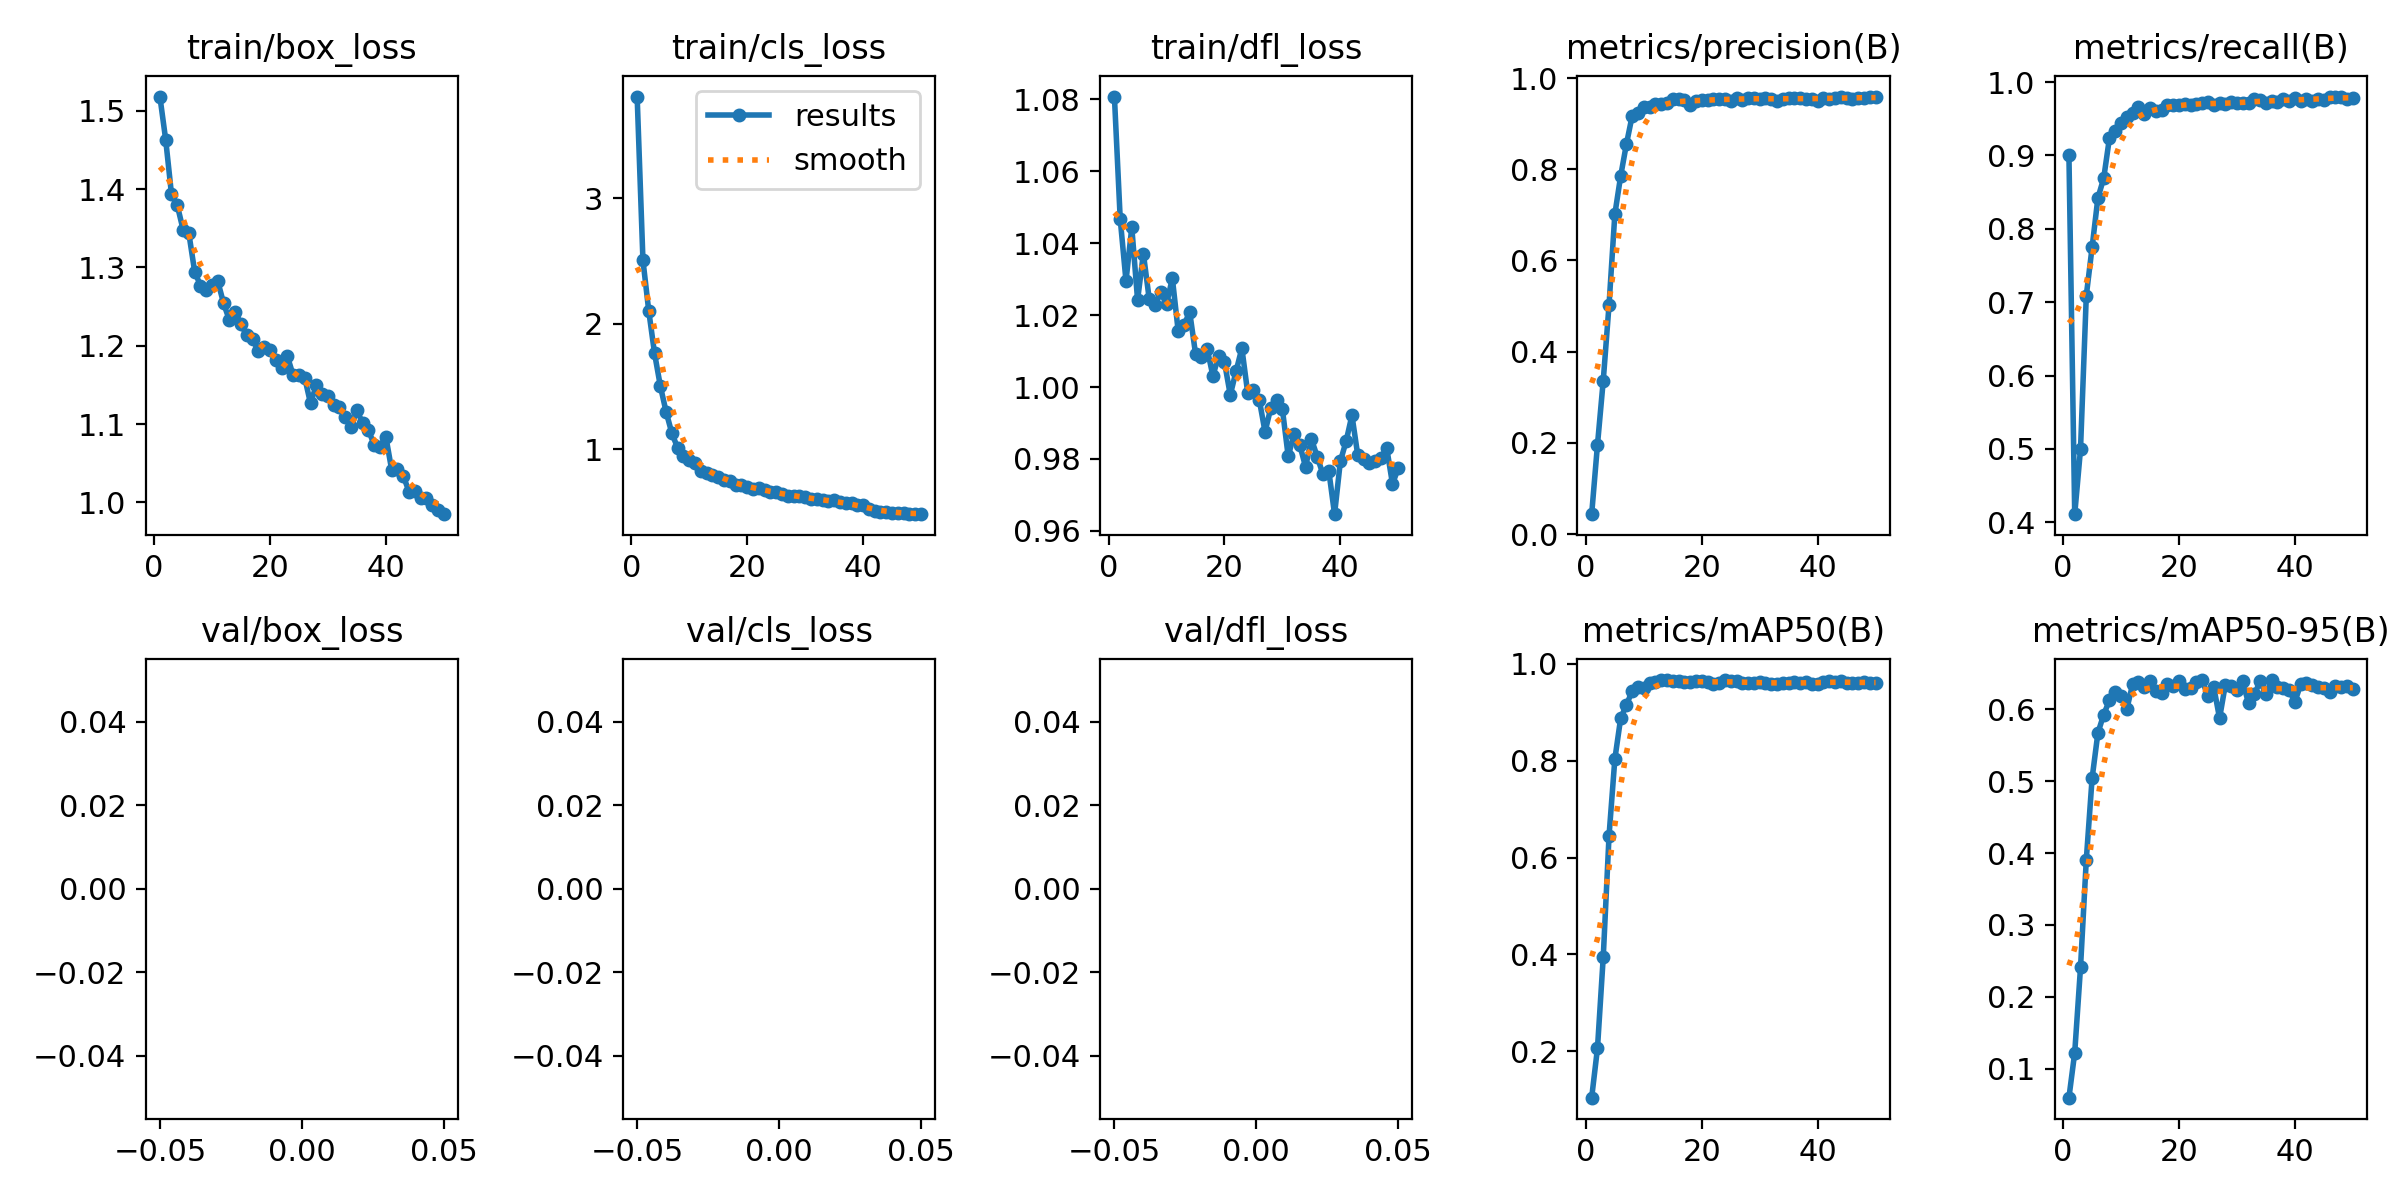 train/box_loss
train/cls_loss
train/dfl_loss
metrics/precision(B)
metrics/recall(B)
1.5
1.4
1.3
1.2
1.1
1.0
0 20 40
results
smooth
3
2
1
0 20 40
1.08
1.06
1.04
1.02
1.00
0.98
0.96
0 20 40
1.0
0.8
0.6
0.4
0.2
0.0
0 20 40
1.0
0.9
0.8
0.7
0.6
0.5
0.4
0 20 40
val/box_loss
val/cls_loss
val/dfl_loss
metrics/mAP50(B)
metrics/mAP50-95(B)
0.04
0.02
0.00
−0.02
−0.04
−0.05 0.00 0.05
0.04
0.02
0.00
−0.02
−0.04
−0.05 0.00 0.05
0.04
0.02
0.00
−0.02
−0.04
−0.05 0.00 0.05
1.0
0.8
0.6
0.4
0.2
0 20 40
0.6
0.5
0.4
0.3
0.2
0.1
0 20 40